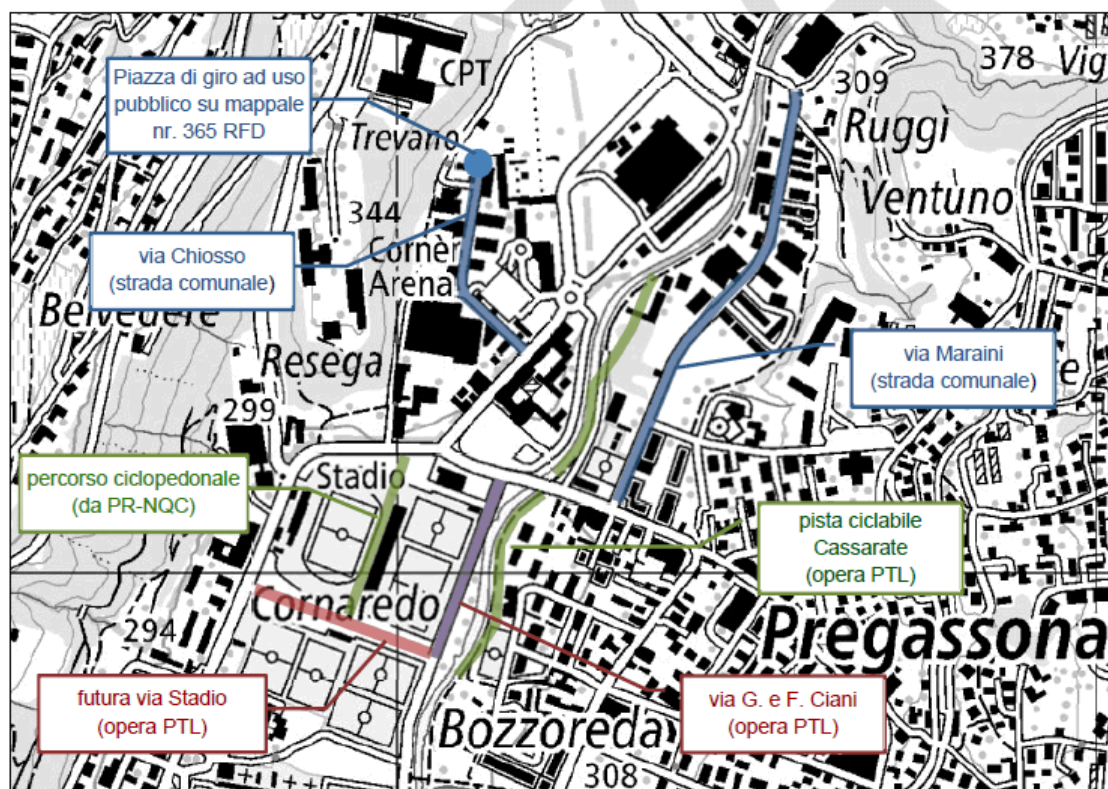 Piazza di giro ad uso
pubblico su mappale
nr. 365 RFD
CPT
309
378
Vig
Trevano
Ruggì
Ventuno
344
Cornèr
Arena
via Chiosso
(strada comunale)
Belvedere
Resega
via Maraini
(strada comunale)
e
299
percorso ciclopedonale
(da PR-NQC)
Stadio
pista ciclabile
Cassarate
(opera PTL)
Cornaredo
294
Pregassona
futura via Stadio
(opera PTL)
via G. e F. Ciani
(opera PTL)
Bozzoreda
308